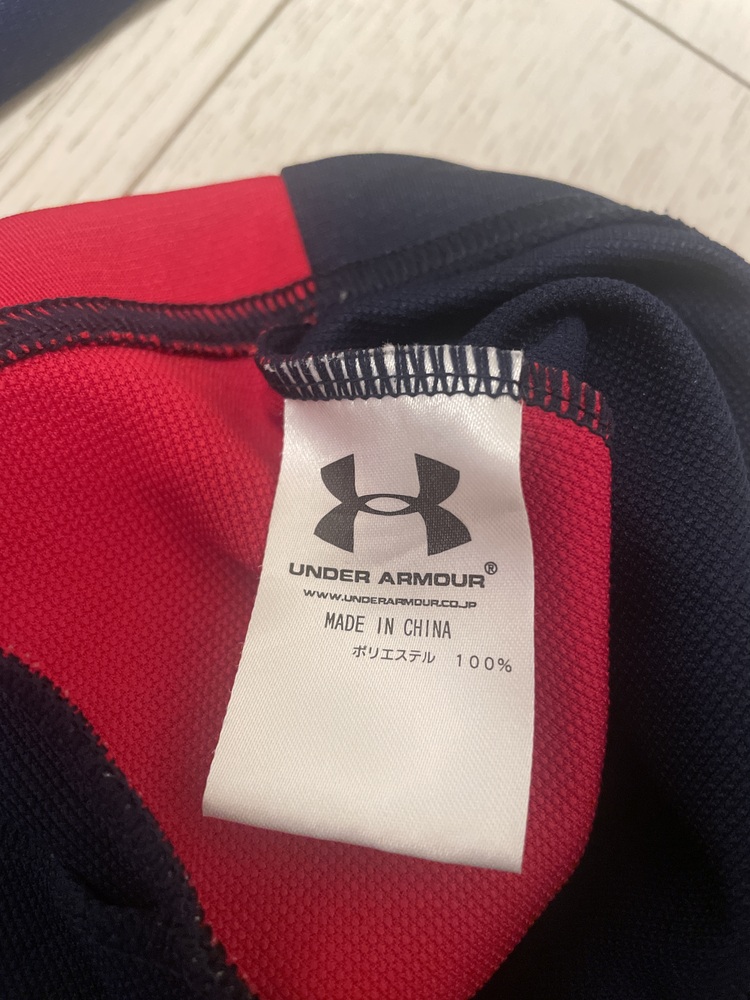 UNDER ARMOUR®
WWW.UNDERARMOUR.CO.JP
MADE IN CHINA
ポリエステル 100%